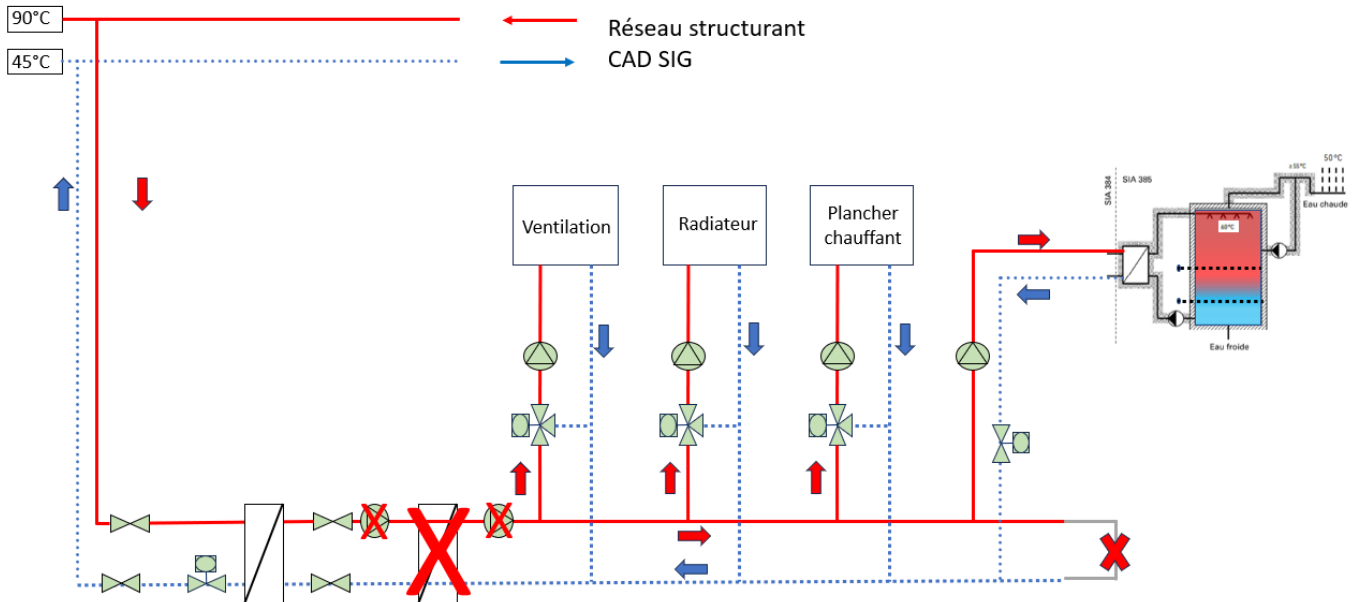 90°C
Réseau structurant
45°C
CAD SIG
SIA 384
SIA 385
≥ 55°C
50°C
Eau chaude
60°C
Ventilation
Radiateur
Plancher
chauffant
Eau froide